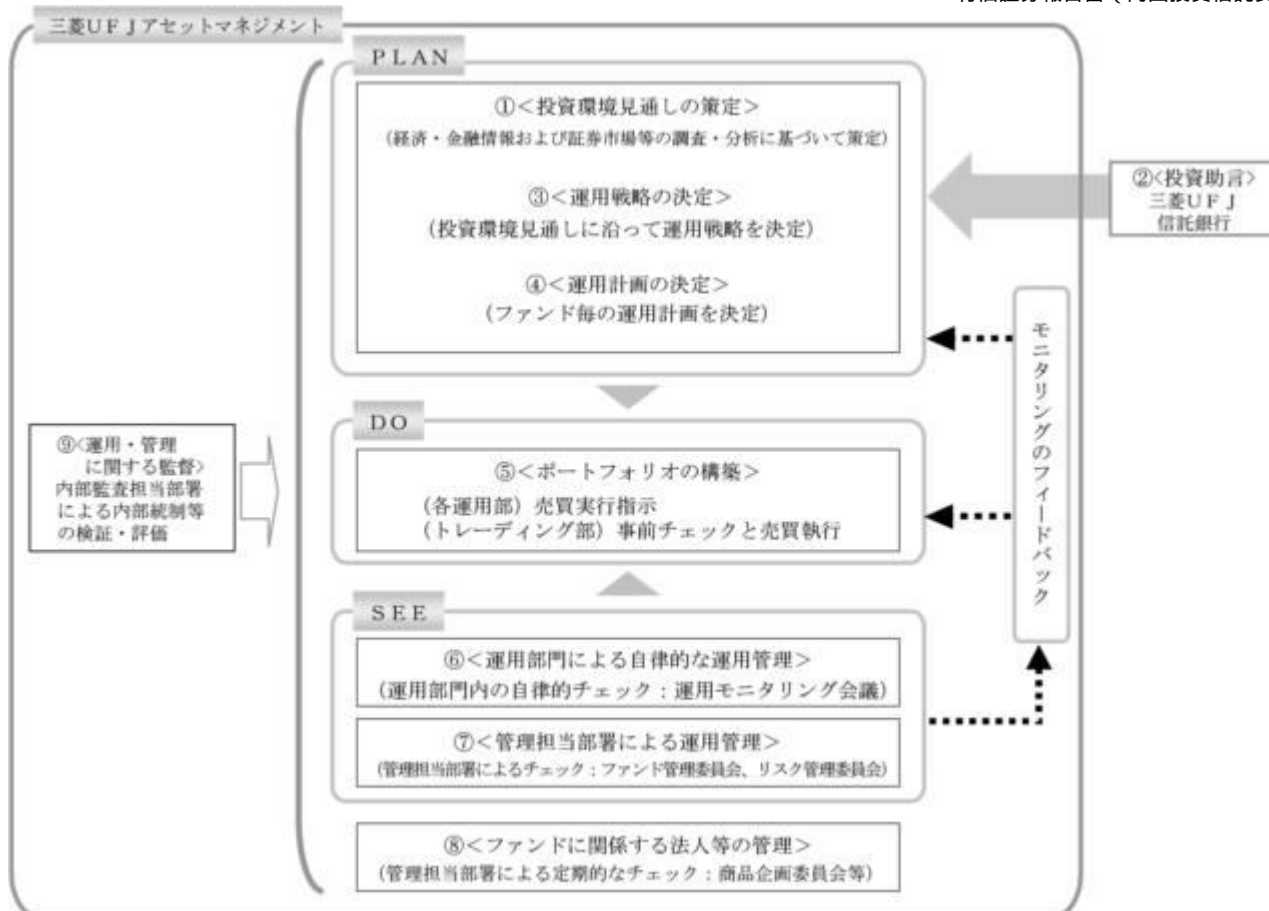 三菱UFJアセットマネジメント
PLAN
①<投資環境見通しの策定>
(経済・金融情報および証券市場等の調査・分析に基づいて策定)
③<運用戦略の決定>
(投資環境見通しに沿って運用戦略を決定)
④<運用計画の決定>
(ファンド毎の運用計画を決定)
②<投資助言>
三菱UFJ
信託銀行
モニタリングのフィードバック
DO
⑤<ポートフォリオの構築>
(各運用部)売買実行指示
(トレーディング部)事前チェックと売買執行
⑨<運用・管理
に関する監督>
内部監査担当部署
による内部統制等
の検証・評価
SEE
⑥<運用部門による自律的な運用管理>
(運用部門内の自律的チェック:運用モニタリング会議)
⑦<管理担当部署による運用管理>
(管理担当部署によるチェック:ファンド管理委員会、リスク管理委員会)
⑧<ファンドに関係する法人等の管理>
(管理担当部署による定期的なチェック:商品企画委員会等)